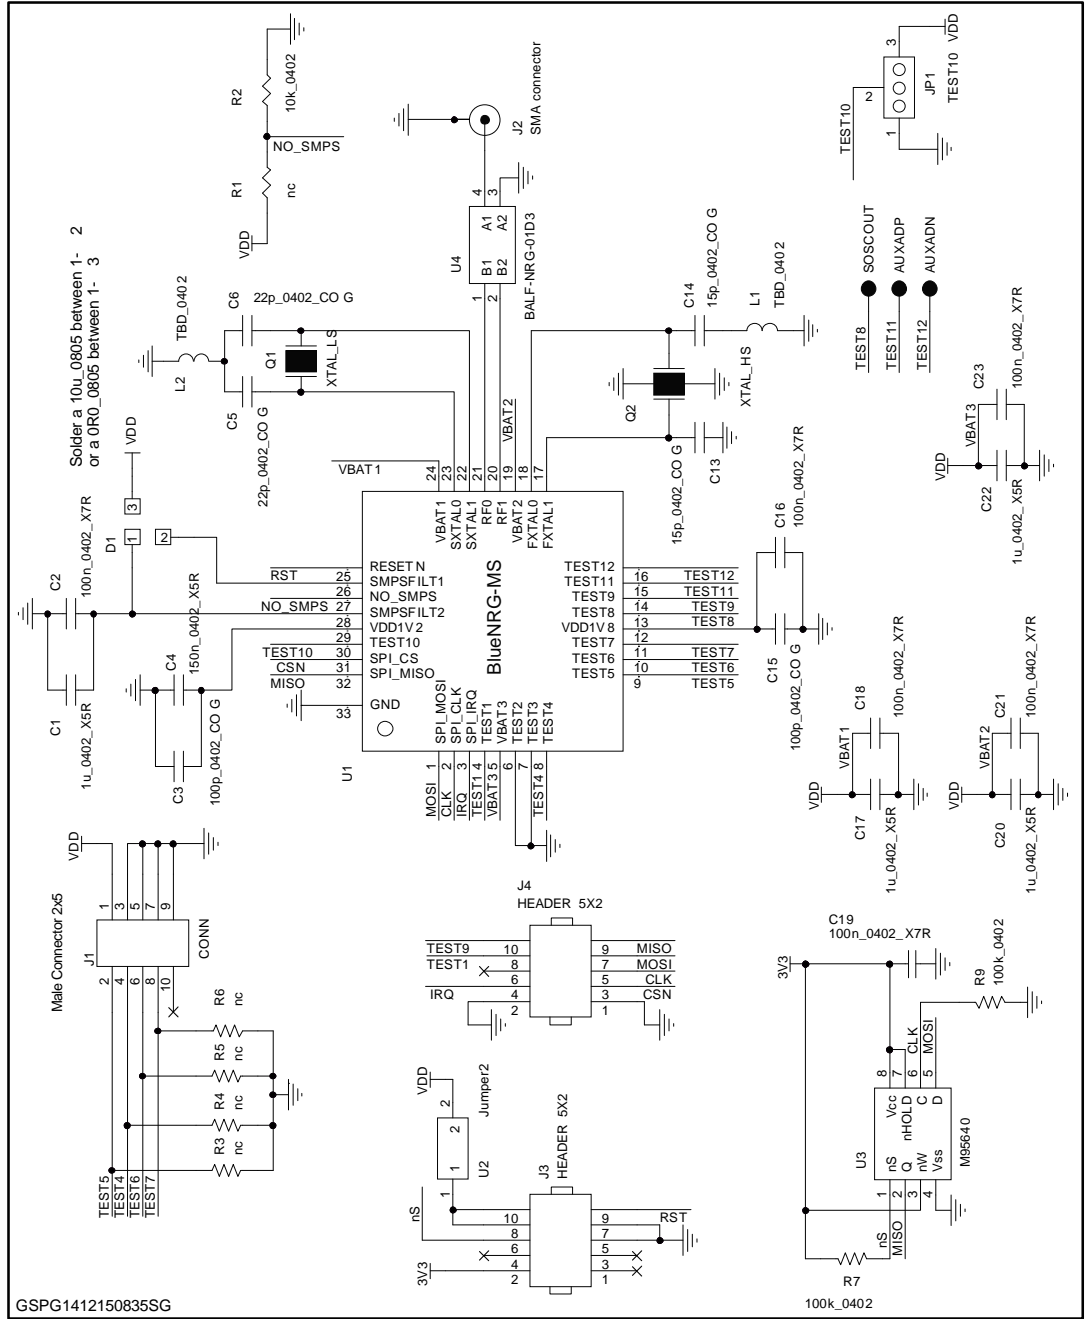 R2
10k_0402
NO_SMPS
R1
nc
VDD
J2
SMA connector
4
3
A1
A2
U4
B1
B2
1
2
BALF-NRG-01D3
3
VDD
2
JP1
TEST10
TEST10
1
Solder a 10u_0805 between 1- 2
or a 0R0_0805 between 1- 3
TBD_0402
L2
C6
22p_0402_CO G
Q1
XTAL_LS
C5
22p_0402_CO G
C14
15p_0402_CO G
L1
TBD_0402
Q2
XTAL_HS
C13
15p_0402_CO G
SOSCOUT
AUXADP
AUXADN
TEST8
TEST11
TEST12
VDD
3
D1
1
2
C2
100n_0402_X7R
C1
1u_0402_X5R
C4
150n_0402_X5R
C3
100p_0402_CO G
VBAT1
VBAT2
24
23
22
21
20
19
18
17
VBAT1
SXTAL0
SXTAL1
RF0
RF1
VBAT2
FXTAL0
FXTAL1
RST
NO_SMPS
TEST10
CSN
MISO
25
26
27
28
29
30
31
32
33
RESETN
SMPSFILT1
NO_SMPS
SMPSFILT2
VDD1V2
TEST10
SPI_CS
SPI_MISO
GND
BlueNRG-MS
U1
TEST12
TEST11
TEST9
TEST8
VDD1V8
TEST7
TEST6
TEST5
16
15
14
13
12
11
10
9
TEST12
TEST11
TEST9
TEST8
TEST7
TEST6
TEST5
SPI_MOSI
SPI_CLK
SPI_IRQ
TEST1
VBAT3
TEST2
TEST3
TEST4
MOSI 1
CLK 2
IRQ 3
TEST1 4
VBAT3 5
6
7
TEST4 8
C16
100n_0402_X7R
C15
100p_0402_CO G
C23
100n_0402_X7R
VBAT3
VDD
C22
1u_0402_X5R
C18
100n_0402_X7R
VBAT1
VDD
C17
1u_0402_X5R
C21
100n_0402_X7R
VBAT2
VDD
C20
1u_0402_X5R
VDD
Male Connector 2x5
1
3
5
7
9
J1
CONN
2
4
6
8
10
R6
nc
R5
nc
R4
nc
R3
nc
TEST5
TEST4
TEST6
TEST7
J4
HEADER 5X2
TEST9
TEST1
IRQ
10
8
6
4
2
9
7
5
3
1
MISO
MOSI
CLK
CSN
VDD
2
2
Jumper2
1
U2
1
J3
HEADER 5X2
nS
3V3
10
8
6
4
2
9
7
5
3
1
RST
C19
100n_0402_X7R
3V3
R9
100k_0402
CLK
MOSI
8
7
6
5
Vcc
nHOLD
C
D
U3
M95640
nS
Q
nW
Vss
1
2
3
4
nS
MISO
R7
100k_0402
GSPG1412150835SG